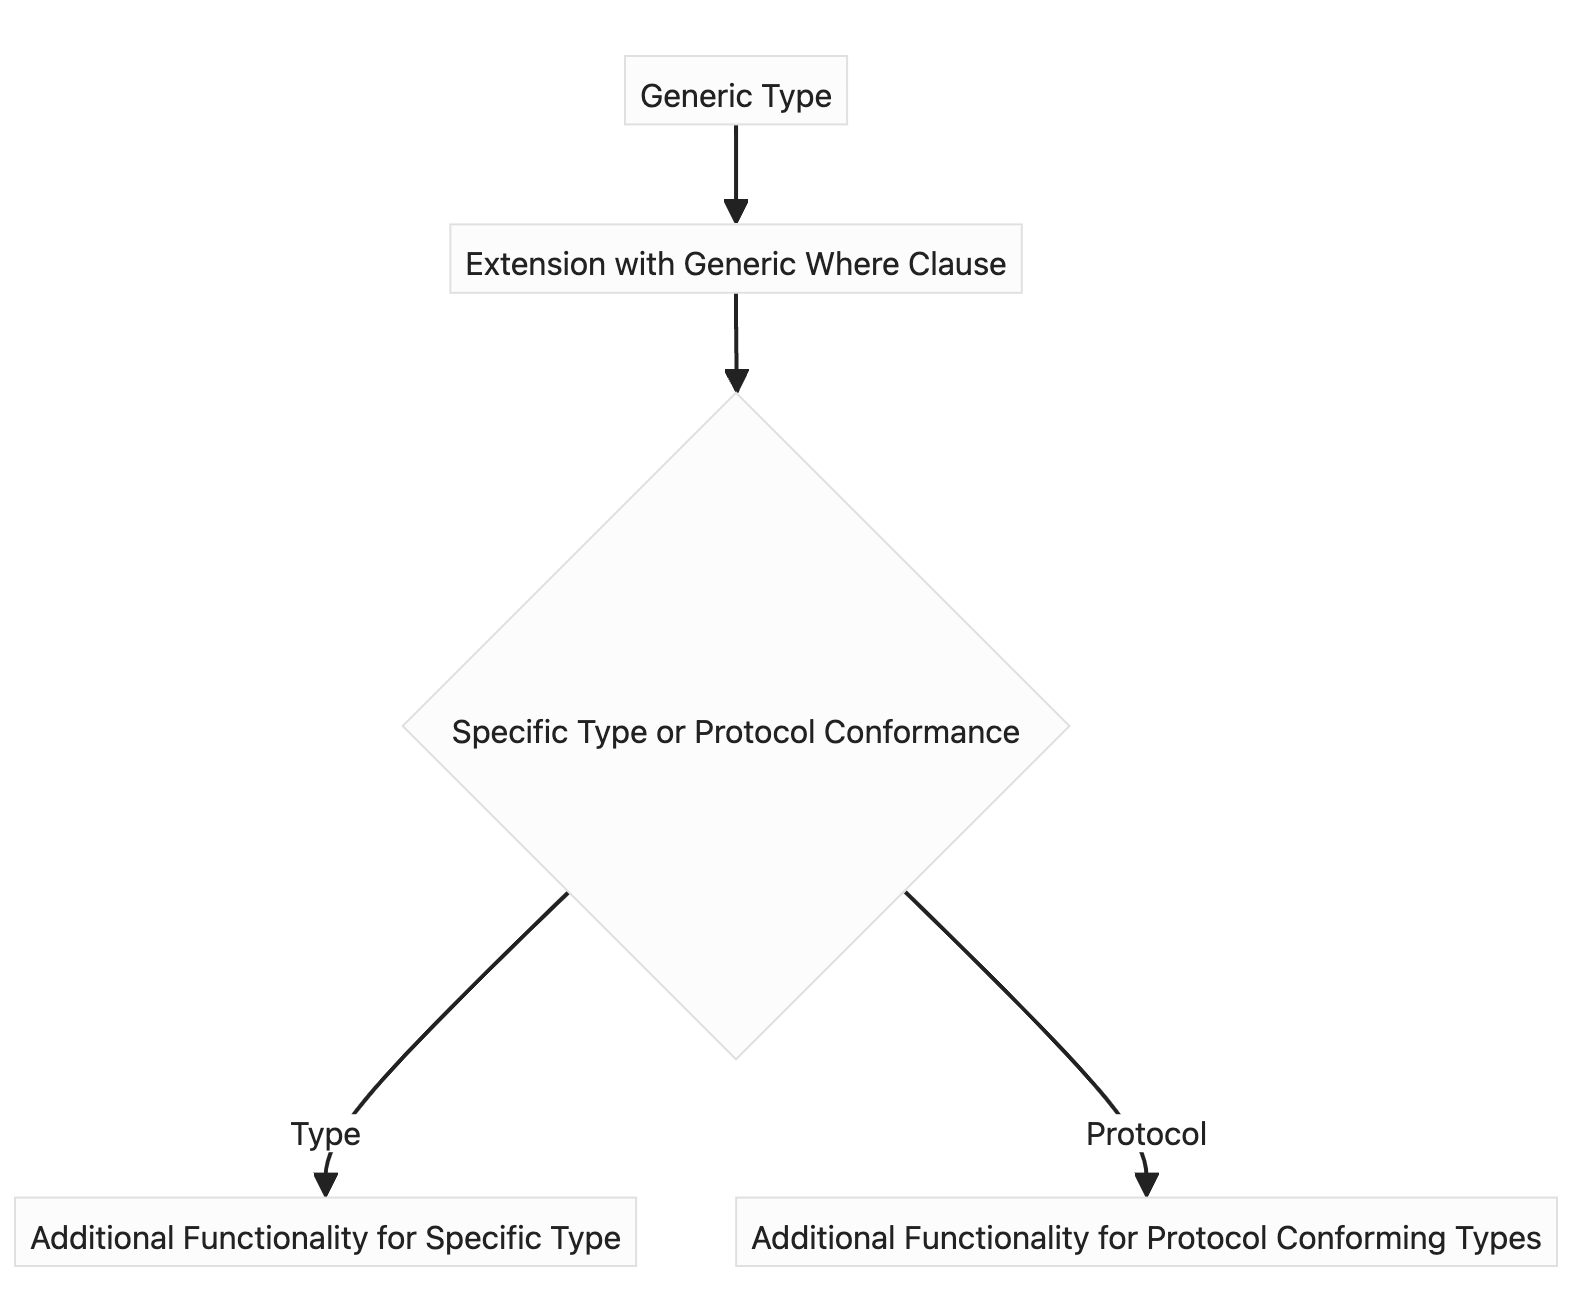 Generic Type
Extension with Generic Where Clause
Specific Type or Protocol Conformance
Type
Protocol
Additional Functionality for Specific Type
Additional Functionality for Protocol Conforming Types